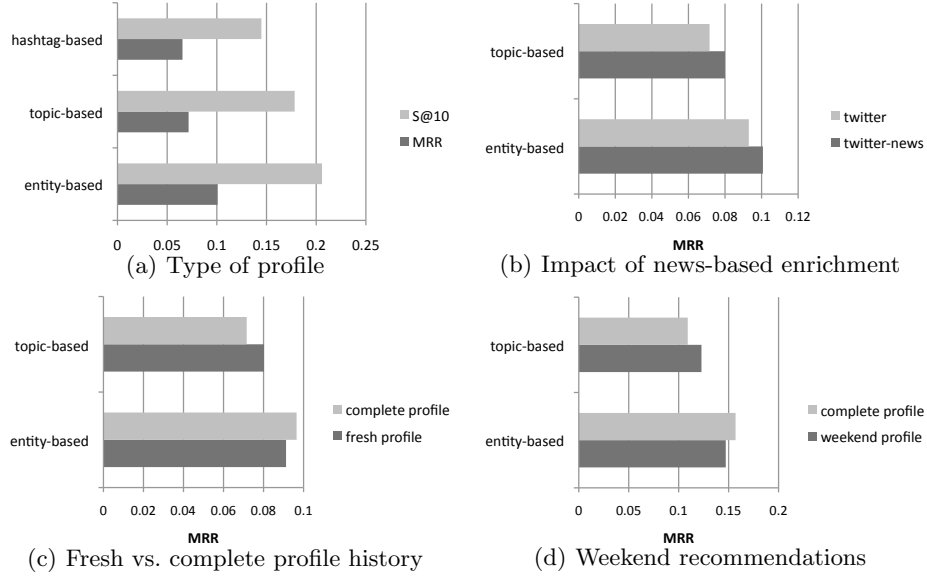 hashtag-based
topic-based
entity-based
S@10
MRR
0 0.05 0.1 0.15 0.2 0.25
(a) Type of profile
topic-based
entity-based
twitter
twitter-news
0 0.02 0.04 0.06 0.08 0.1 0.12
MRR
(b) Impact of news-based enrichment
topic-based
entity-based
complete profile
fresh profile
0 0.02 0.04 0.06 0.08 0.1
MRR
(c) Fresh vs. complete profile history
topic-based
entity-based
complete profile
weekend profile
0 0.05 0.1 0.15 0.2
MRR
(d) Weekend recommendations